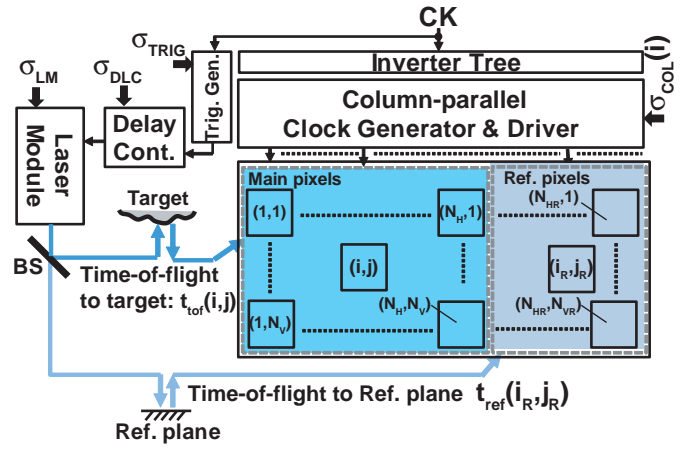 CK
σTRIG
σLM
σDLC
Trig. Gen.
Inverter Tree
σCOL(i)
Column-parallel
Clock Generator & Driver
Laser
Module
Delay
Cont.
Main pixels
Ref. pixels
Target
(1,1)
(NH,1)
(NHR,1)
BS
Time-of-flight
to target: ttof(i,j)
(i,j)
(iR,jR)
(1,NV)
(NH,NV)
(NHR,NVR)
Time-of-flight to Ref. plane tref(iR,jR)
Ref. plane